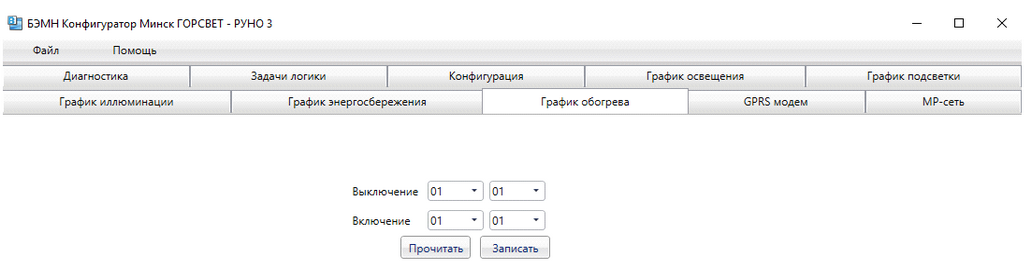 БЭМН Конфигуратор Минск ГОРСВЕТ - РУНО 3
Файл Помощь
Диагностика Задачи логики Конфигурация График освещения График подсветки
График иллюминации График энергосбережения График обогрева GPRS модем МР-сеть
Выключение 01 01
Включение 01 01
Прочитать Записать